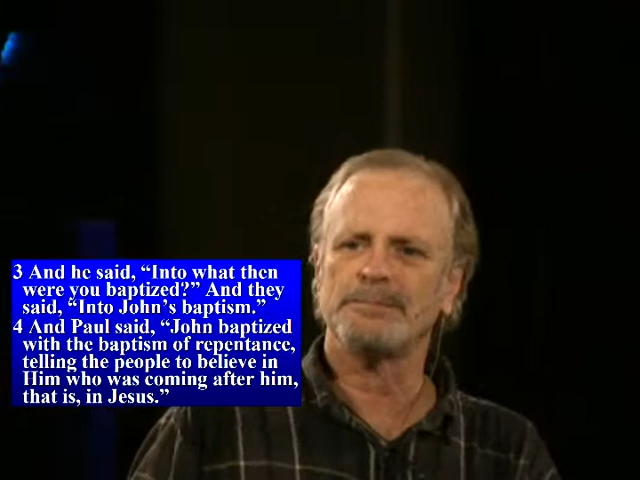 3 And he said, “Into what then
were you baptized?” And they
said, “Into John’s baptism.”
4 And Paul said, “John baptized
with the baptism of repentance,
telling the people to believe in
Him who was coming after him,
that is, in Jesus.”